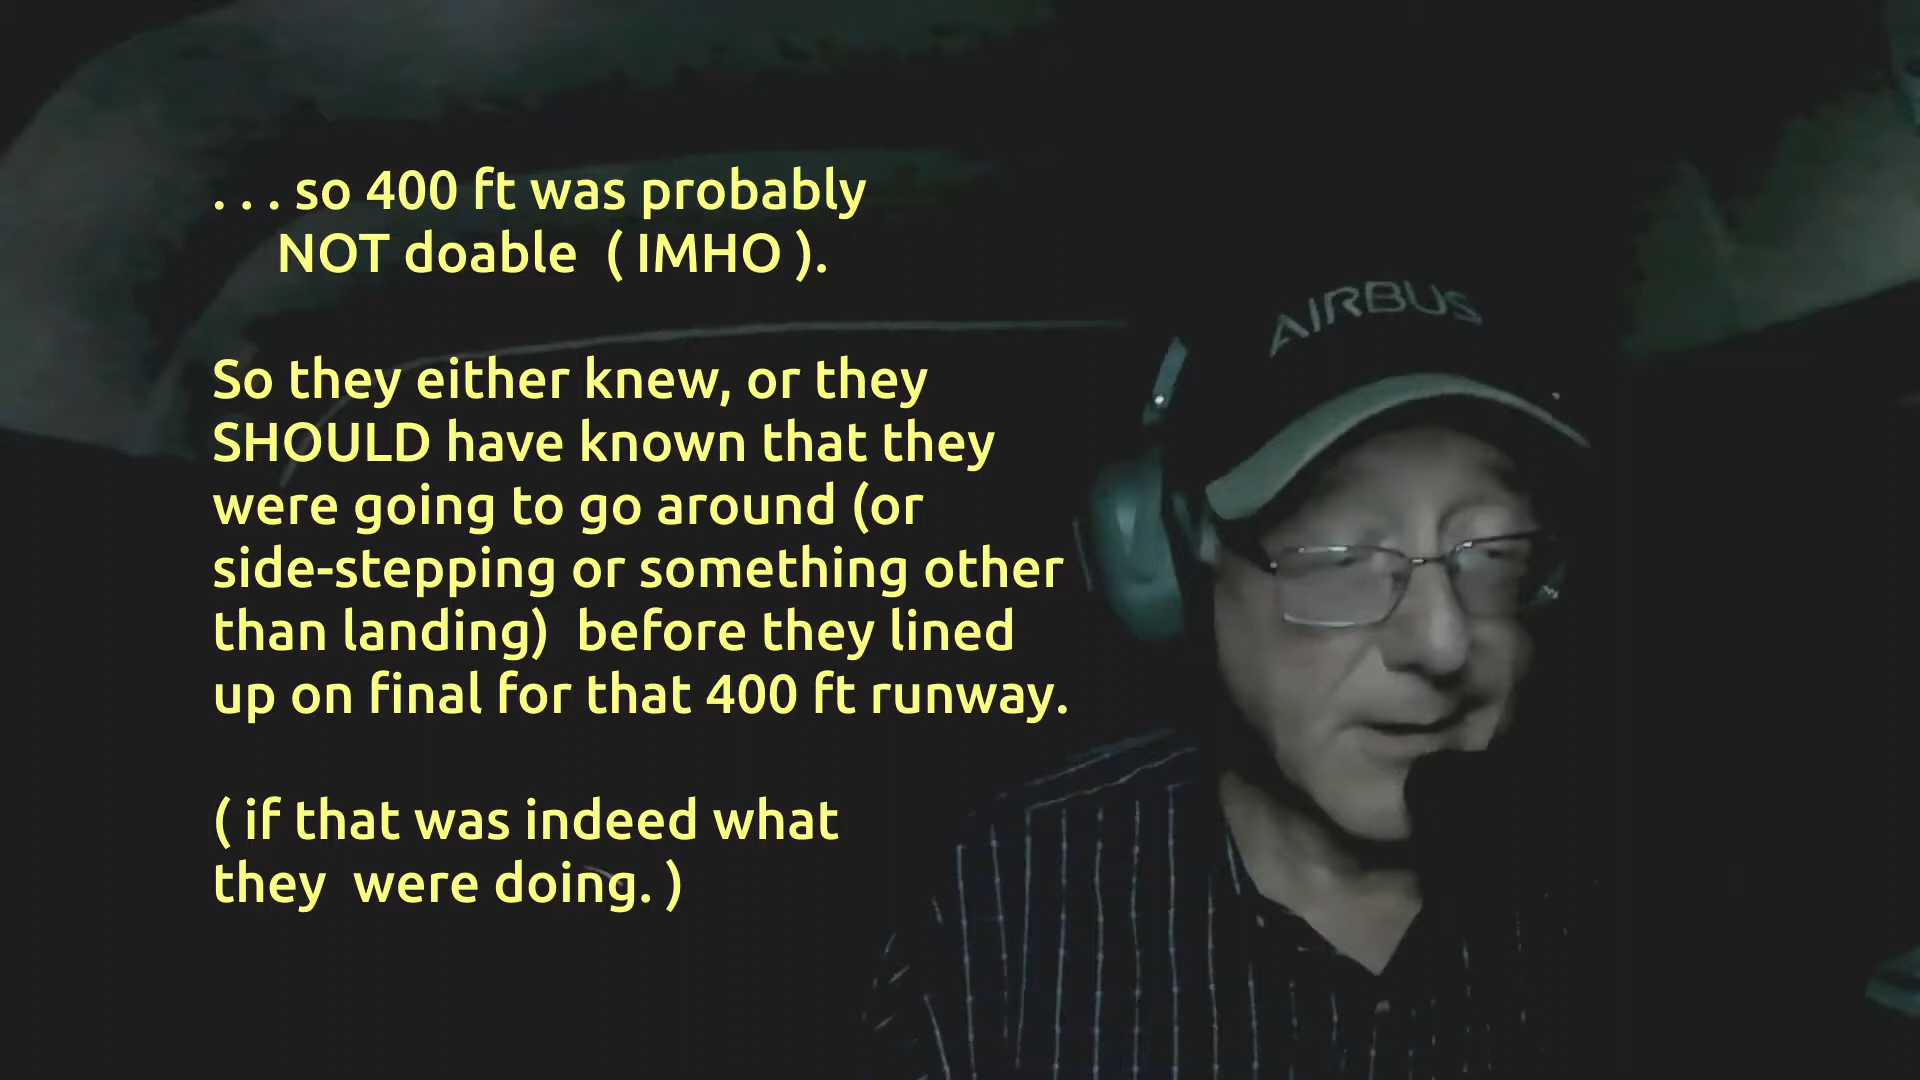 . . . so 400 ft was probably
NOT doable ( IMHO ).
So they either knew, or they
SHOULD have known that they
were going to go around (or
side-stepping or something other
than landing) before they lined
up on final for that 400 ft runway.
( if that was indeed what
they were doing. )
AIRBUS